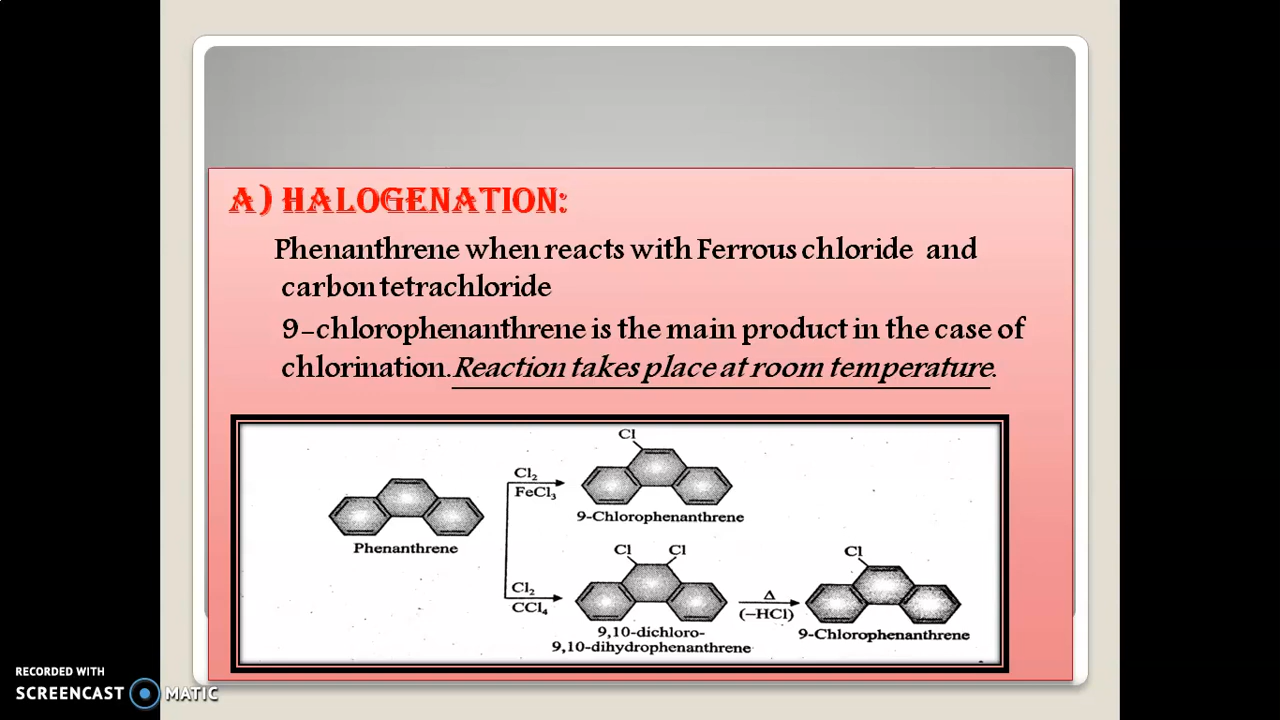 A) HALOGENATION:
Phenanthrene when reacts with Ferrous chloride and
carbon tetrachloride
9-chlorophenanthrene is the main product in the case of
chlorination. Reaction takes place at room temperature.
Cl
Cl₂
FeCl₃
9-Chlorophenanthrene
Phenanthrene
Cl Cl
Cl
Cl₂
CCl₄
Δ
(−HCl)
9,10-dichloro-
9,10-dihydrophenanthrene
9-Chlorophenanthrene
RECORDED WITH
SCREENCAST MATIC